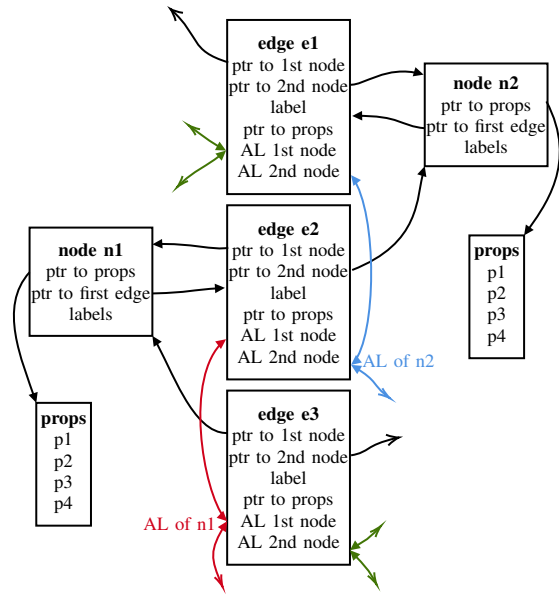 edge e1
ptr to 1st node
ptr to 2nd node
label
ptr to props
AL 1st node
AL 2nd node
node n2
ptr to props
ptr to first edge
labels
edge e2
ptr to 1st node
ptr to 2nd node
label
ptr to props
AL 1st node
AL 2nd node
node n1
ptr to props
ptr to first edge
labels
props
p1
p2
p3
p4
AL of n2
edge e3
ptr to 1st node
ptr to 2nd node
label
ptr to props
AL 1st node
AL 2nd node
props
p1
p2
p3
p4
AL of n1